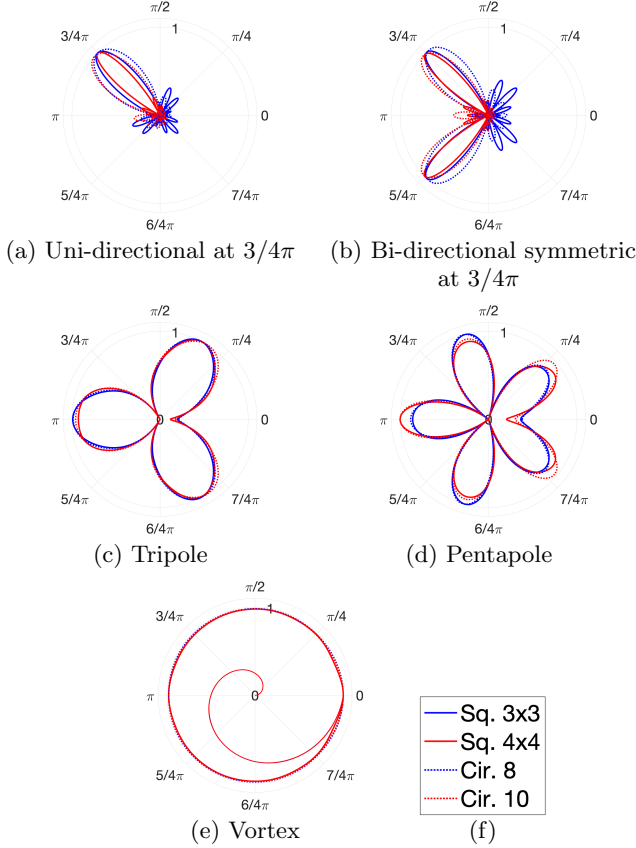 π/2 π/2
3/4π 1 π/4 3/4π 1 π/4
π 0 π 0
5/4π 7/4π 5/4π 7/4π
6/4π 6/4π
(a) Uni-directional at 3/4π (b) Bi-directional symmetric
at 3/4π
π/2 π/2
3/4π 1 π/4 3/4π 1 π/4
π 0 0 π 0 0
5/4π 7/4π 5/4π 7/4π
6/4π 6/4π
(c) Tripole (d) Pentapole
π/2
3/4π 1 π/4
π 0 0
5/4π 7/4π
6/4π
Sq. 3x3
Sq. 4x4
Cir. 8
Cir. 10
(e) Vortex (f)